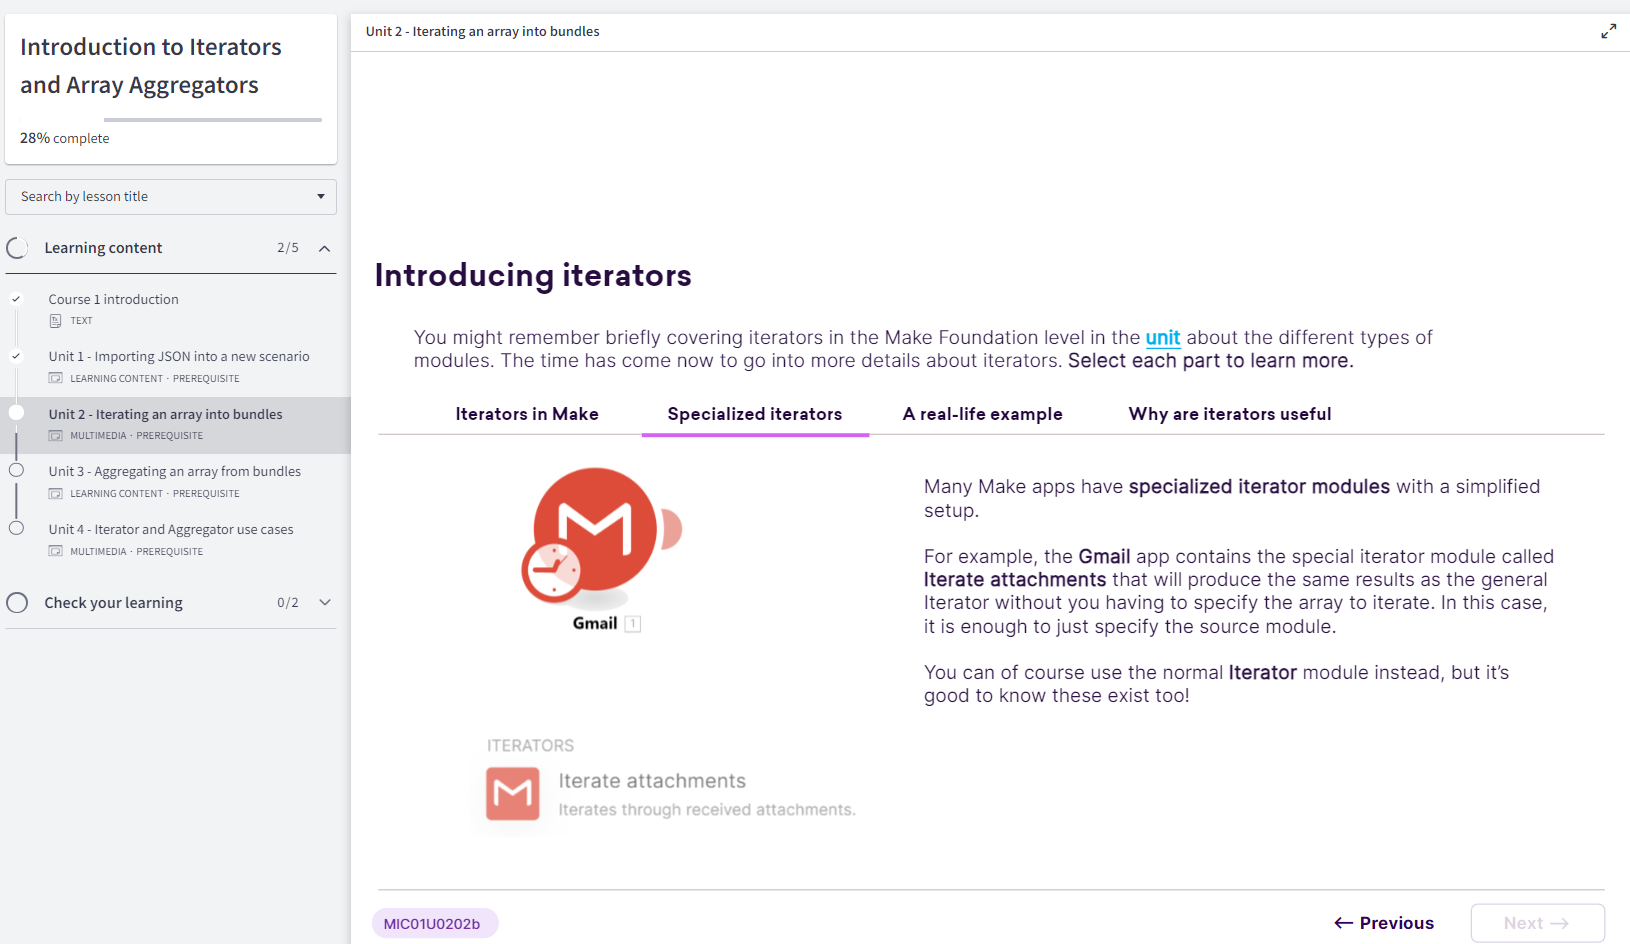 Introduction to Iterators
and Array Aggregators
28% complete
Search by lesson title
Learning content 2/5
Course 1 introduction
TEXT
Unit 1 - Importing JSON into a new scenario
LEARNING CONTENT · PREREQUISITE
Unit 2 - Iterating an array into bundles
MULTIMEDIA · PREREQUISITE
Unit 3 - Aggregating an array from bundles
LEARNING CONTENT · PREREQUISITE
Unit 4 - Iterator and Aggregator use cases
MULTIMEDIA · PREREQUISITE
Check your learning 0/2
Unit 2 - Iterating an array into bundles
Introducing iterators
You might remember briefly covering iterators in the Make Foundation level in the unit about the different types of
modules. The time has come now to go into more details about iterators. Select each part to learn more.
Iterators in Make Specialized iterators A real-life example Why are iterators useful
Gmail 1
Many Make apps have specialized iterator modules with a simplified
setup.
For example, the Gmail app contains the special iterator module called
Iterate attachments that will produce the same results as the general
Iterator without you having to specify the array to iterate. In this case,
it is enough to just specify the source module.
You can of course use the normal Iterator module instead, but it's
good to know these exist too!
ITERATORS
Iterate attachments
Iterates through received attachments.
MIC01U0202b
← Previous
Next →